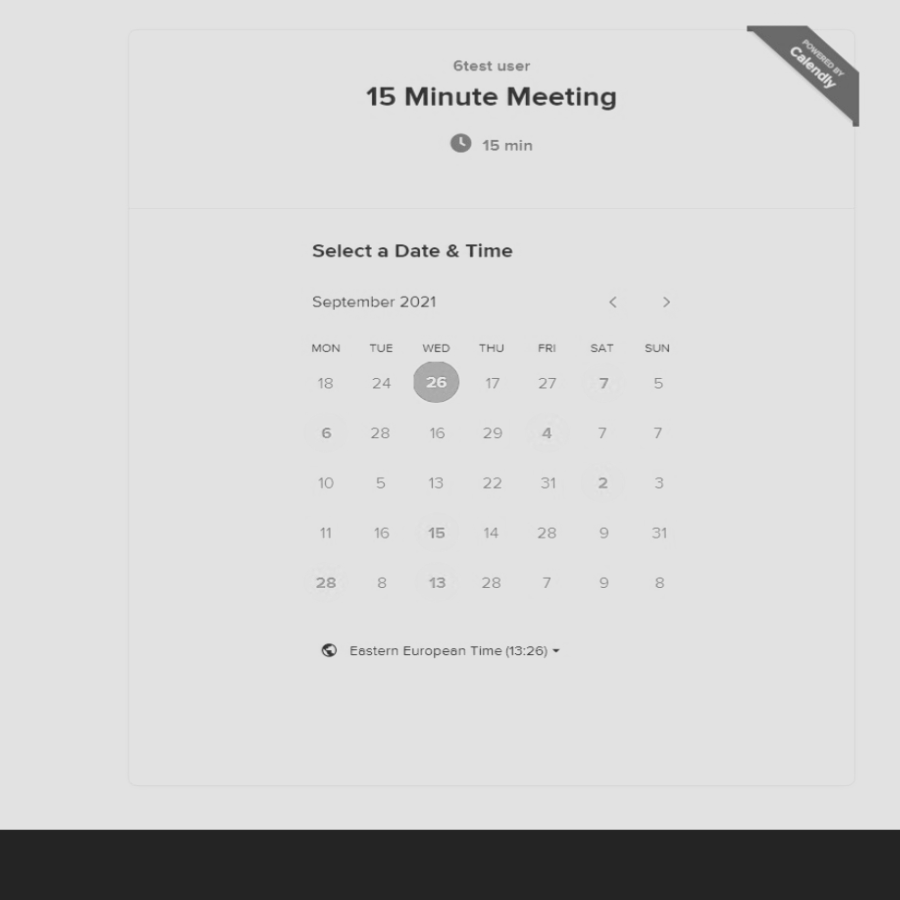 POWERED BY
Calendly
6test user
15 Minute Meeting
15 min
Select a Date & Time
September 2021
MON TUE WED THU FRI SAT SUN
18 24 26 17 27 7 5
6 28 16 29 4 7 7
10 5 13 22 31 2 3
11 16 15 14 28 9 31
28 8 13 28 7 9 8
Eastern European Time (13:26)